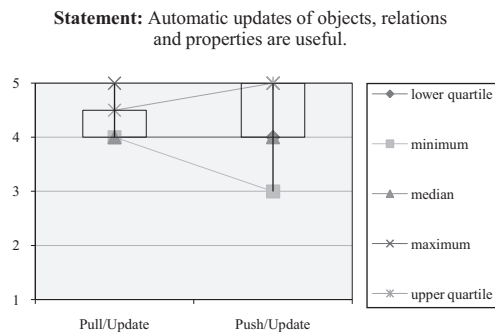 Statement: Automatic updates of objects, relations
and properties are useful.
5
4
3
2
1
Pull/Update
Push/Update
lower quartile
minimum
median
maximum
upper quartile